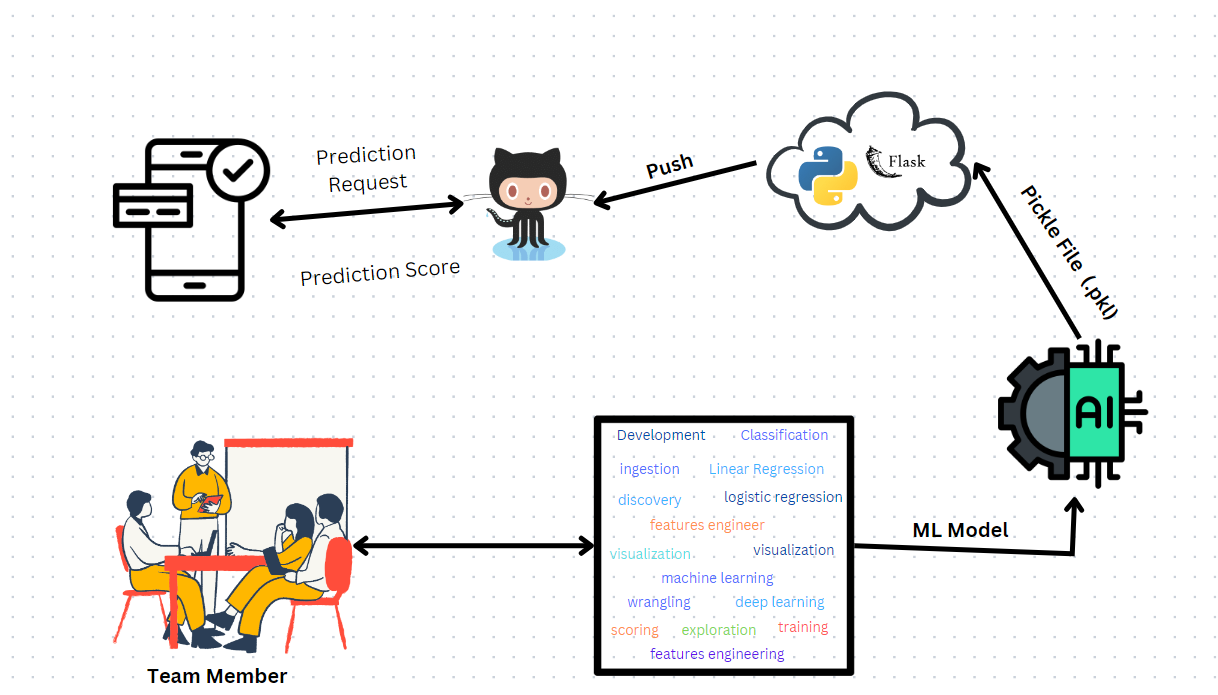 Prediction
Request
Prediction Score
Push
Flask
Pickle File (.pkl)
AI
Development Classification
ingestion Linear Regression
discovery logistic regression
features engineer
visualization visualization
machine learning
wrangling deep learning
scoring exploration training
features engineering
ML Model
Team Member